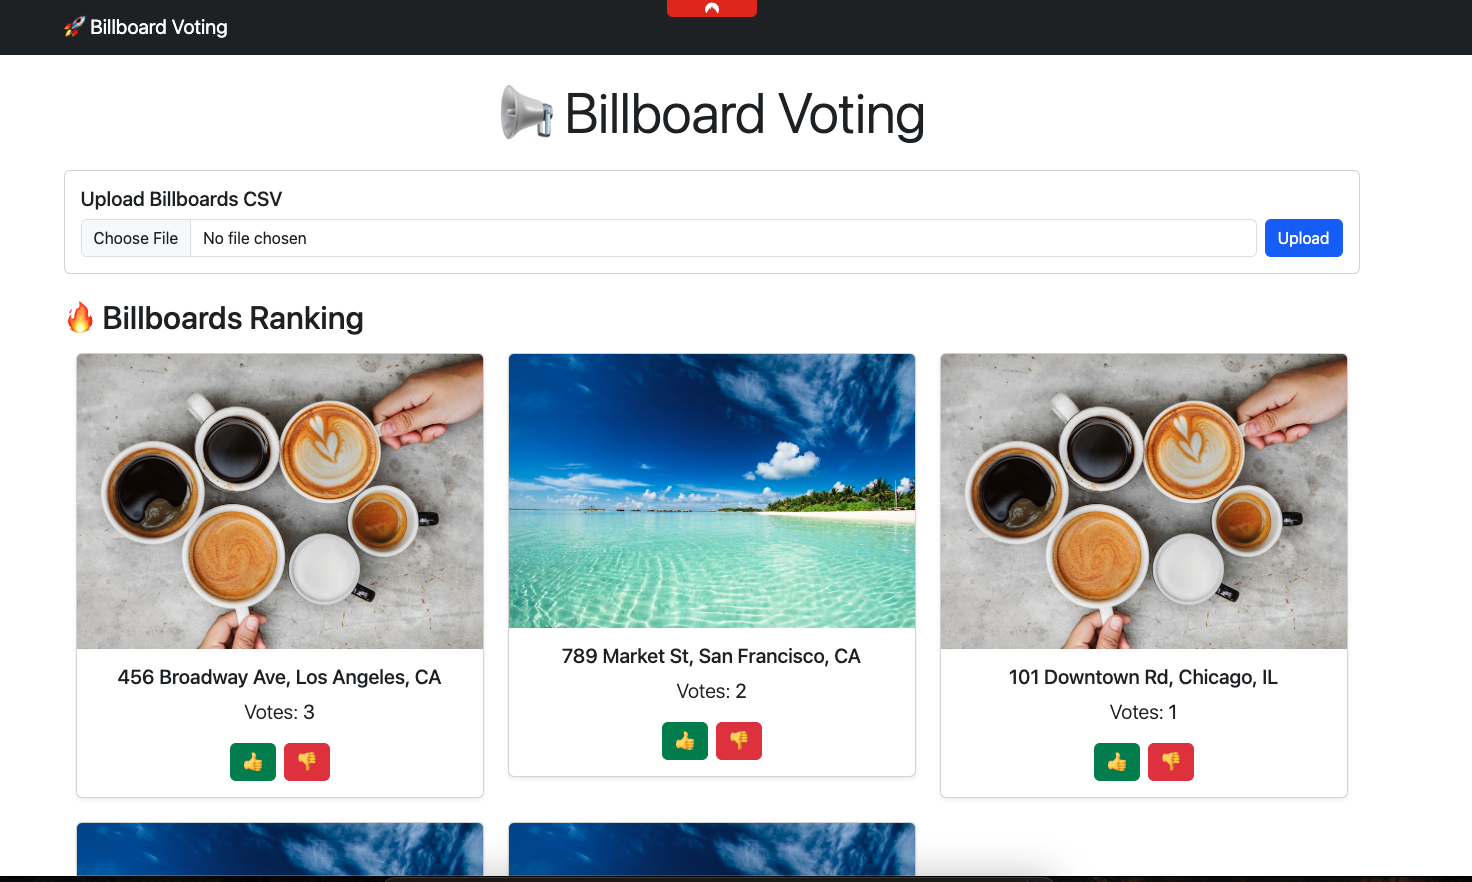 🚀 Billboard Voting
📢 Billboard Voting
Upload Billboards CSV
Choose File No file chosen Upload
🔥 Billboards Ranking
456 Broadway Ave, Los Angeles, CA
Votes: 3
👍 👎
789 Market St, San Francisco, CA
Votes: 2
👍 👎
101 Downtown Rd, Chicago, IL
Votes: 1
👍 👎